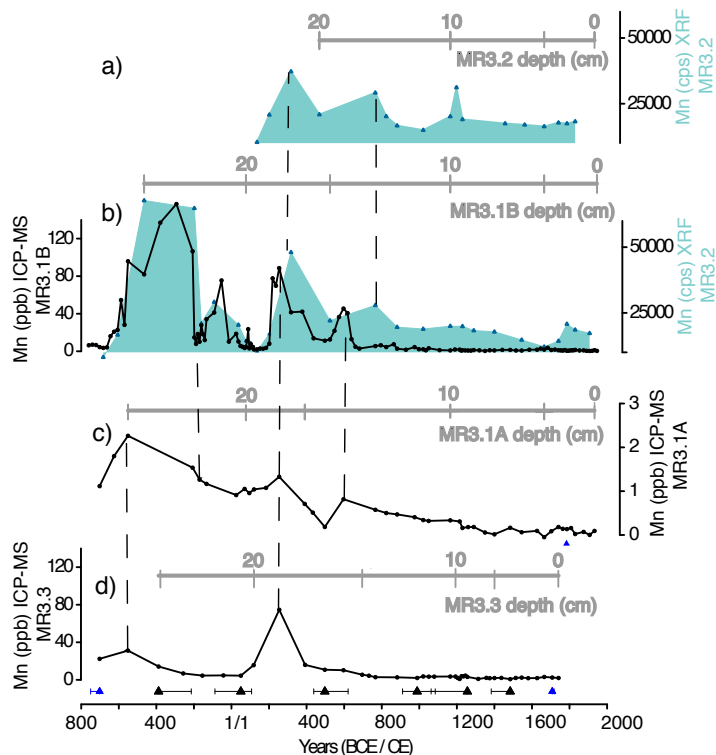 a)
20 10 0
MR3.2 depth (cm)
50000
25000
Mn (cps) XRF
MR3.2
b)
20 10 0
MR3.1B depth (cm)
Mn (ppb) ICP-MS
MR3.1B
120
80
40
0
50000
25000
Mn (cps) XRF
MR3.2
c)
20 10 0
MR3.1A depth (cm)
3
2
1
0
Mn (ppb) ICP-MS
MR3.1A
d)
20 10 0
MR3.3 depth (cm)
Mn (ppb) ICP-MS
MR3.3
120
80
40
0
800 400 1/1 400 800 1200 1600 2000
Years (BCE / CE)